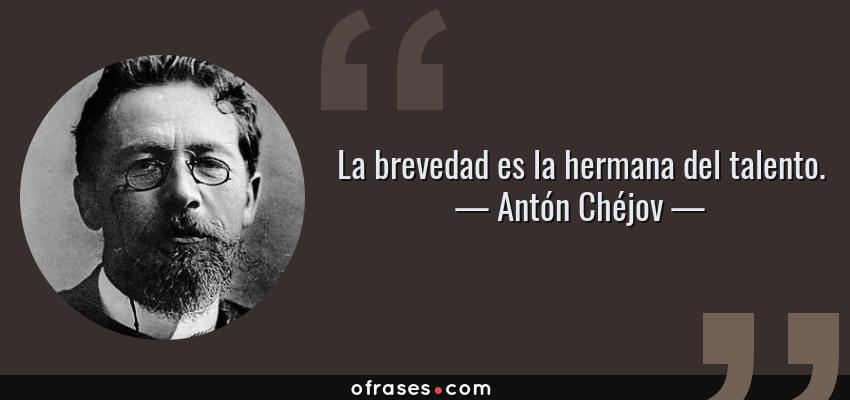 La brevedad es la hermana del talento.
— Antón Chéjov —
ofrases.com